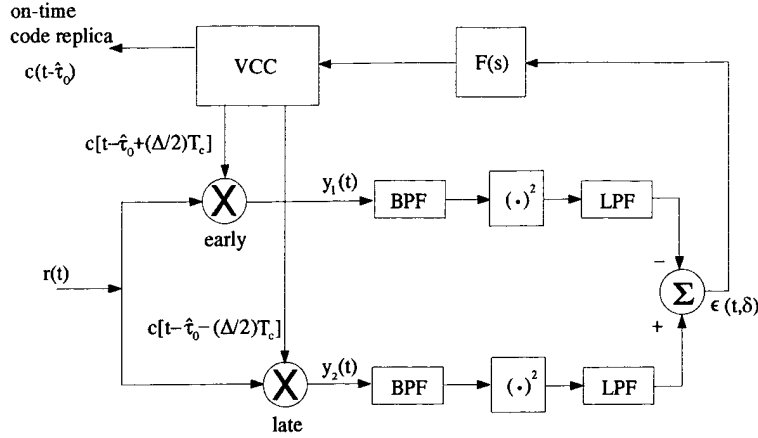 on-time
code replica
c(t-τ̂₀)
VCC
F(s)
c[t-τ̂₀+(Δ/2)T_c]
X
early
y₁(t)
BPF
(·)²
LPF
−
r(t)
Σ
ϵ (t,δ)
+
c[t-τ̂₀-(Δ/2)T_c]
X
late
y₂(t)
BPF
(·)²
LPF